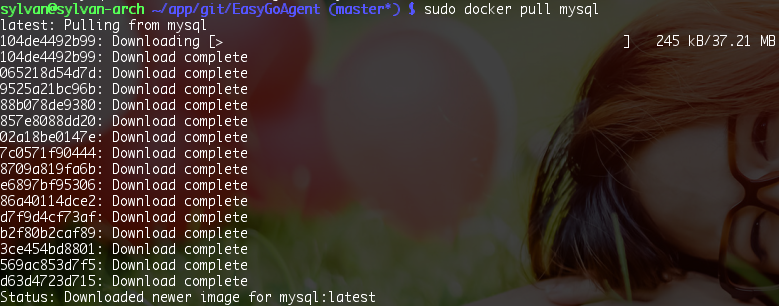 sylvan@sylvan-arch ~/app/git/EasyGoAgent (master*) $ sudo docker pull mysql
latest: Pulling from mysql
104de4492b99: Downloading [>                                                  ]   245 kB/37.21 MB
104de4492b99: Download complete
065218d54d7d: Download complete
9525a21bc96b: Download complete
88b078de9380: Download complete
857e8088dd20: Download complete
02a18be0147e: Download complete
7c0571f90444: Download complete
8709a819fa6b: Download complete
e6897bf95306: Download complete
86a40114dce2: Download complete
d7f9d4cf73af: Download complete
b2f80b2caf89: Download complete
3ce454bd8801: Download complete
569ac853d7f5: Download complete
d63d4723d715: Download complete
Status: Downloaded newer image for mysql:latest